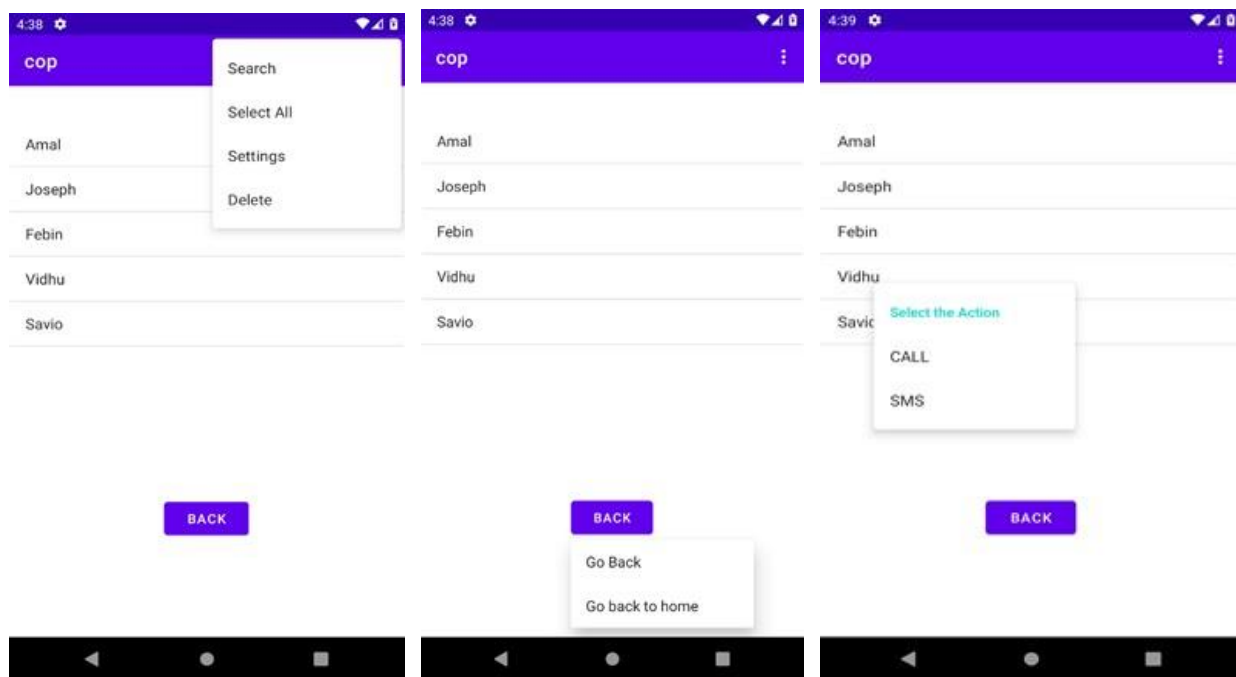 4:38
cop
Search
Select All
Settings
Delete
Amal
Joseph
Febin
Vidhu
Savio
BACK
4:38
cop
Amal
Joseph
Febin
Vidhu
Savio
BACK
Go Back
Go back to home
4:39
cop
Amal
Joseph
Febin
Vidhu
Savic
Select the Action
CALL
SMS
BACK